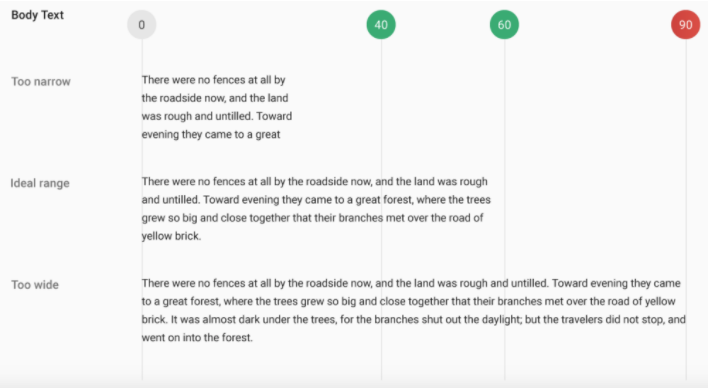 Body Text
0
40
60
90
Too narrow
There were no fences at all by
the roadside now, and the land
was rough and untilled. Toward
evening they came to a great
Ideal range
There were no fences at all by the roadside now, and the land was rough
and untilled. Toward evening they came to a great forest, where the trees
grew so big and close together that their branches met over the road of
yellow brick.
Too wide
There were no fences at all by the roadside now, and the land was rough and untilled. Toward evening they came
to a great forest, where the trees grew so big and close together that their branches met over the road of yellow
brick. It was almost dark under the trees, for the branches shut out the daylight; but the travelers did not stop, and
went on into the forest.